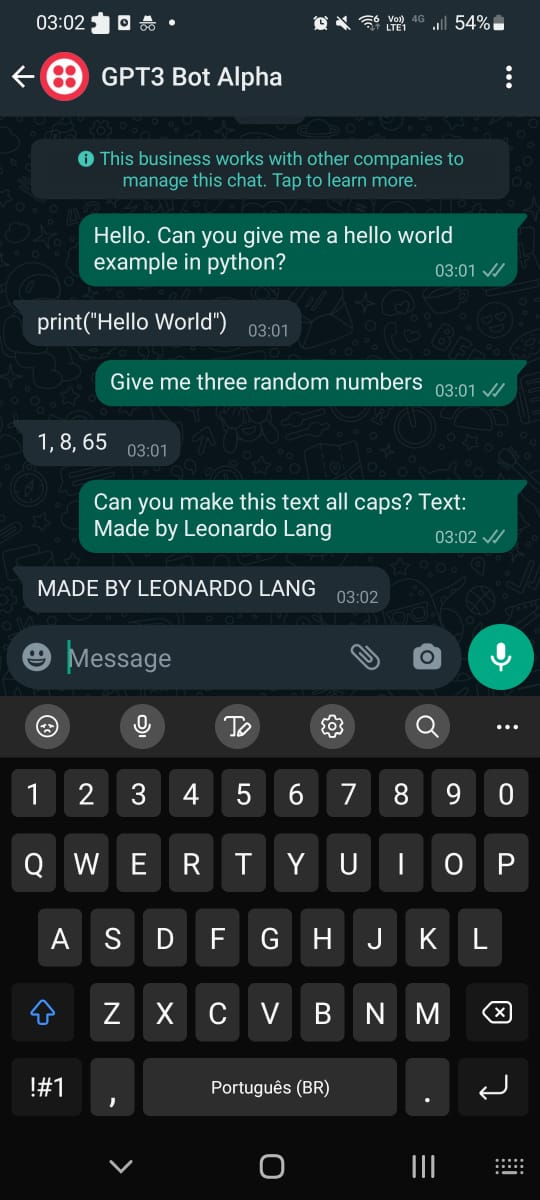 03:02
Vo))
LTE1
4G
54%
GPT3 Bot Alpha
This business works with other companies to
manage this chat. Tap to learn more.
Hello. Can you give me a hello world
example in python?
03:01
print("Hello World")
03:01
Give me three random numbers
03:01
1, 8, 65
03:01
Can you make this text all caps? Text:
Made by Leonardo Lang
03:02
MADE BY LEONARDO LANG
03:02
Message
1 2 3 4 5 6 7 8 9 0
Q W E R T Y U I O P
A S D F G H J K L
Z X C V B N M
!#1 , Português (BR) .